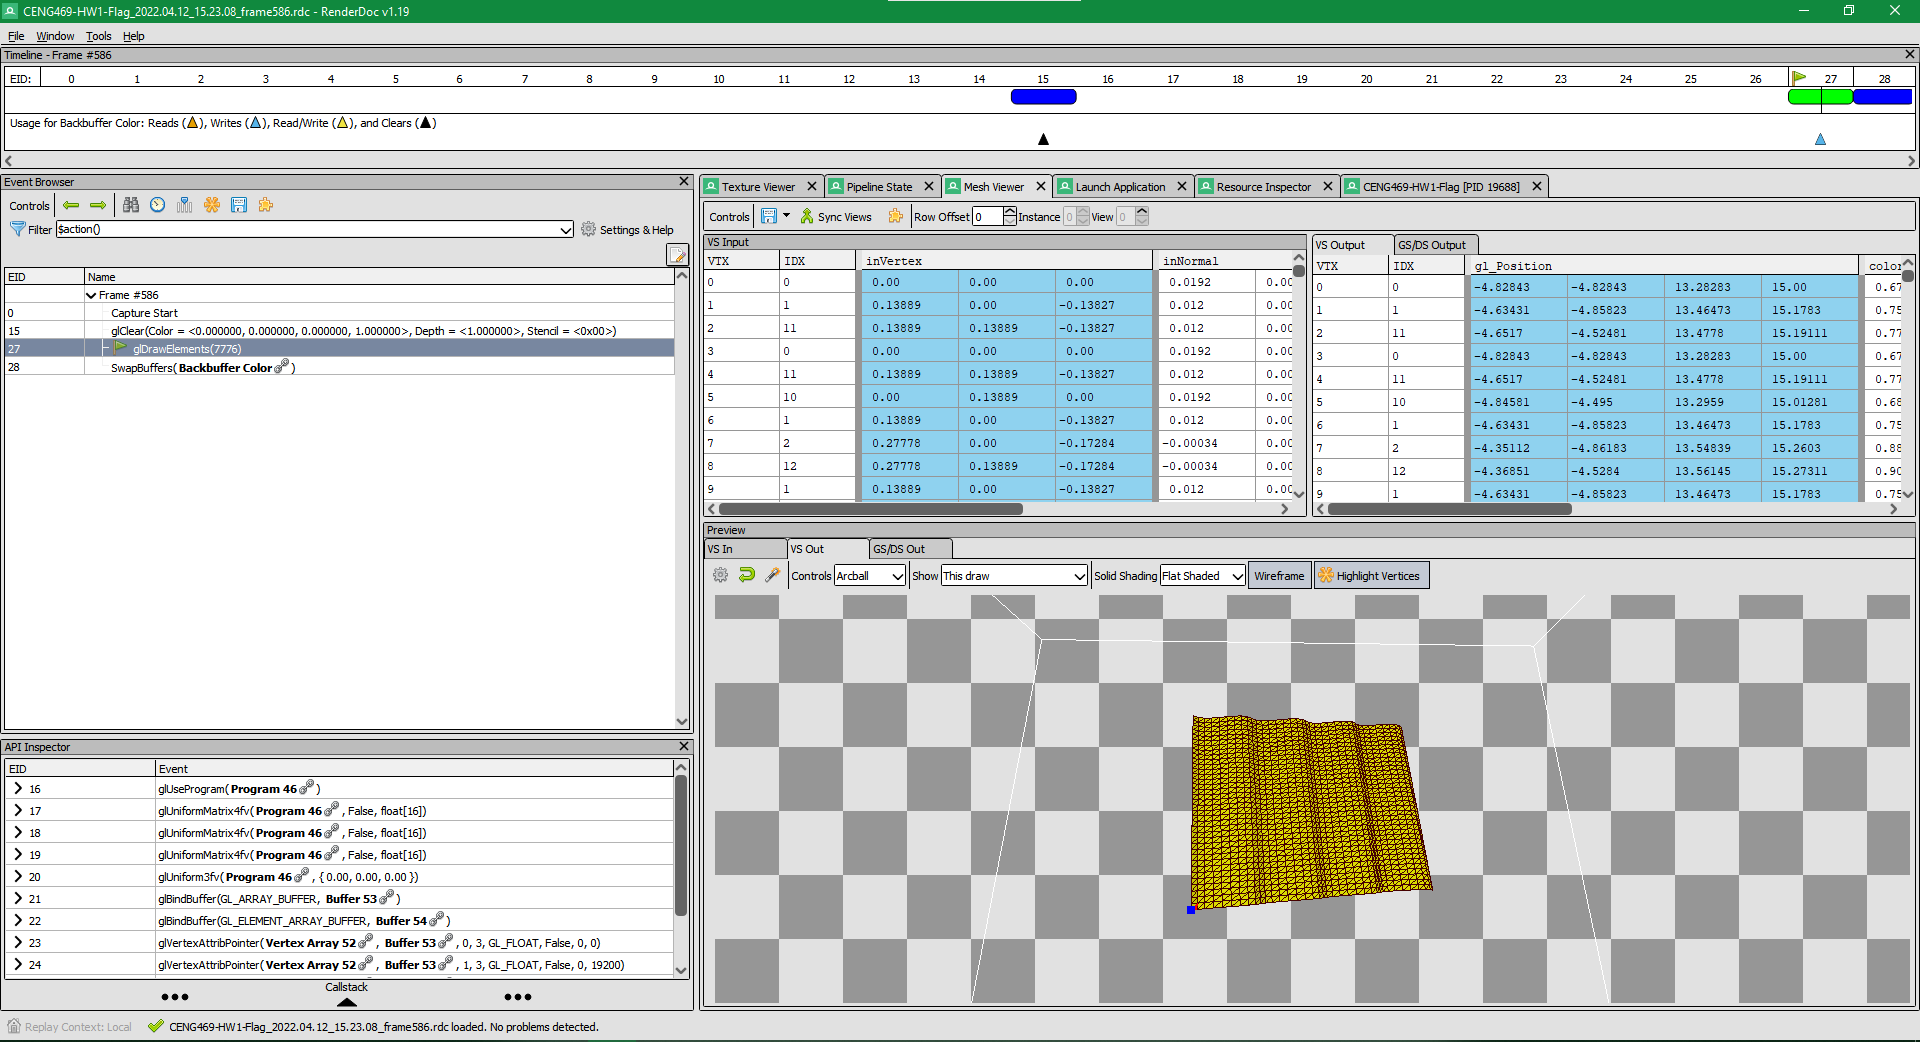 CENG469-HW1-Flag_2022.04.12_15.23.08_frame586.rdc - RenderDoc v1.19
File Window Tools Help
Timeline - Frame #586
EID: 0 1 2 3 4 5 6 7 8 9 10 11 12 13 14 15 16 17 18 19 20 21 22 23 24 25 26 27 28
Usage for Backbuffer Color: Reads ( ), Writes ( ), Read/Write ( ), and Clears ( )
Event Browser
Controls
Filter $action() Settings & Help
EID Name
Frame #586
0 Capture Start
15 glClear(Color = <0.000000, 0.000000, 0.000000, 1.000000>, Depth = <1.000000>, Stencil = <0x00>)
27 glDrawElements(7776)
28 SwapBuffers( Backbuffer Color )
API Inspector
EID Event
16 glUseProgram( Program 46 )
17 glUniformMatrix4fv( Program 46 , False, float[16])
18 glUniformMatrix4fv( Program 46 , False, float[16])
19 glUniformMatrix4fv( Program 46 , False, float[16])
20 glUniform3fv( Program 46 , { 0.00, 0.00, 0.00 })
21 glBindBuffer(GL_ARRAY_BUFFER, Buffer 53 )
22 glBindBuffer(GL_ELEMENT_ARRAY_BUFFER, Buffer 54 )
23 glVertexAttribPointer( Vertex Array 52 , Buffer 53 , 0, 3, GL_FLOAT, False, 0, 0)
24 glVertexAttribPointer( Vertex Array 52 , Buffer 53 , 1, 3, GL_FLOAT, False, 0, 19200)
Callstack
Texture Viewer Pipeline State Mesh Viewer Launch Application Resource Inspector CENG469-HW1-Flag [PID 19688]
Controls Sync Views Row Offset 0 Instance 0 View 0
VS Input
VTX IDX inVertex inNormal
0 0 0.00 0.00 0.00 0.0192 0.00
1 1 0.13889 0.00 -0.13827 0.012 0.00
2 11 0.13889 0.13889 -0.13827 0.012 0.00
3 0 0.00 0.00 0.00 0.0192 0.00
4 11 0.13889 0.13889 -0.13827 0.012 0.00
5 10 0.00 0.13889 0.00 0.0192 0.00
6 1 0.13889 0.00 -0.13827 0.012 0.00
7 2 0.27778 0.00 -0.17284 -0.00034 0.00
8 12 0.27778 0.13889 -0.17284 -0.00034 0.00
9 1 0.13889 0.00 -0.13827 0.012 0.00
VS Output GS/DS Output
VTX IDX gl_Position color
0 0 -4.82843 -4.82843 13.28283 15.00 0.67
1 1 -4.63431 -4.85823 13.46473 15.1783 0.75
2 11 -4.6517 -4.52481 13.4778 15.19111 0.77
3 0 -4.82843 -4.82843 13.28283 15.00 0.67
4 11 -4.6517 -4.52481 13.4778 15.19111 0.77
5 10 -4.84581 -4.495 13.2959 15.01281 0.68
6 1 -4.63431 -4.85823 13.46473 15.1783 0.75
7 2 -4.35112 -4.86183 13.54839 15.2603 0.88
8 12 -4.36851 -4.5284 13.56145 15.27311 0.90
9 1 -4.63431 -4.85823 13.46473 15.1783 0.75
Preview
VS In VS Out GS/DS Out
Controls Arcball Show This draw Solid Shading Flat Shaded Wireframe Highlight Vertices
Replay Context: Local CENG469-HW1-Flag_2022.04.12_15.23.08_frame586.rdc loaded. No problems detected.